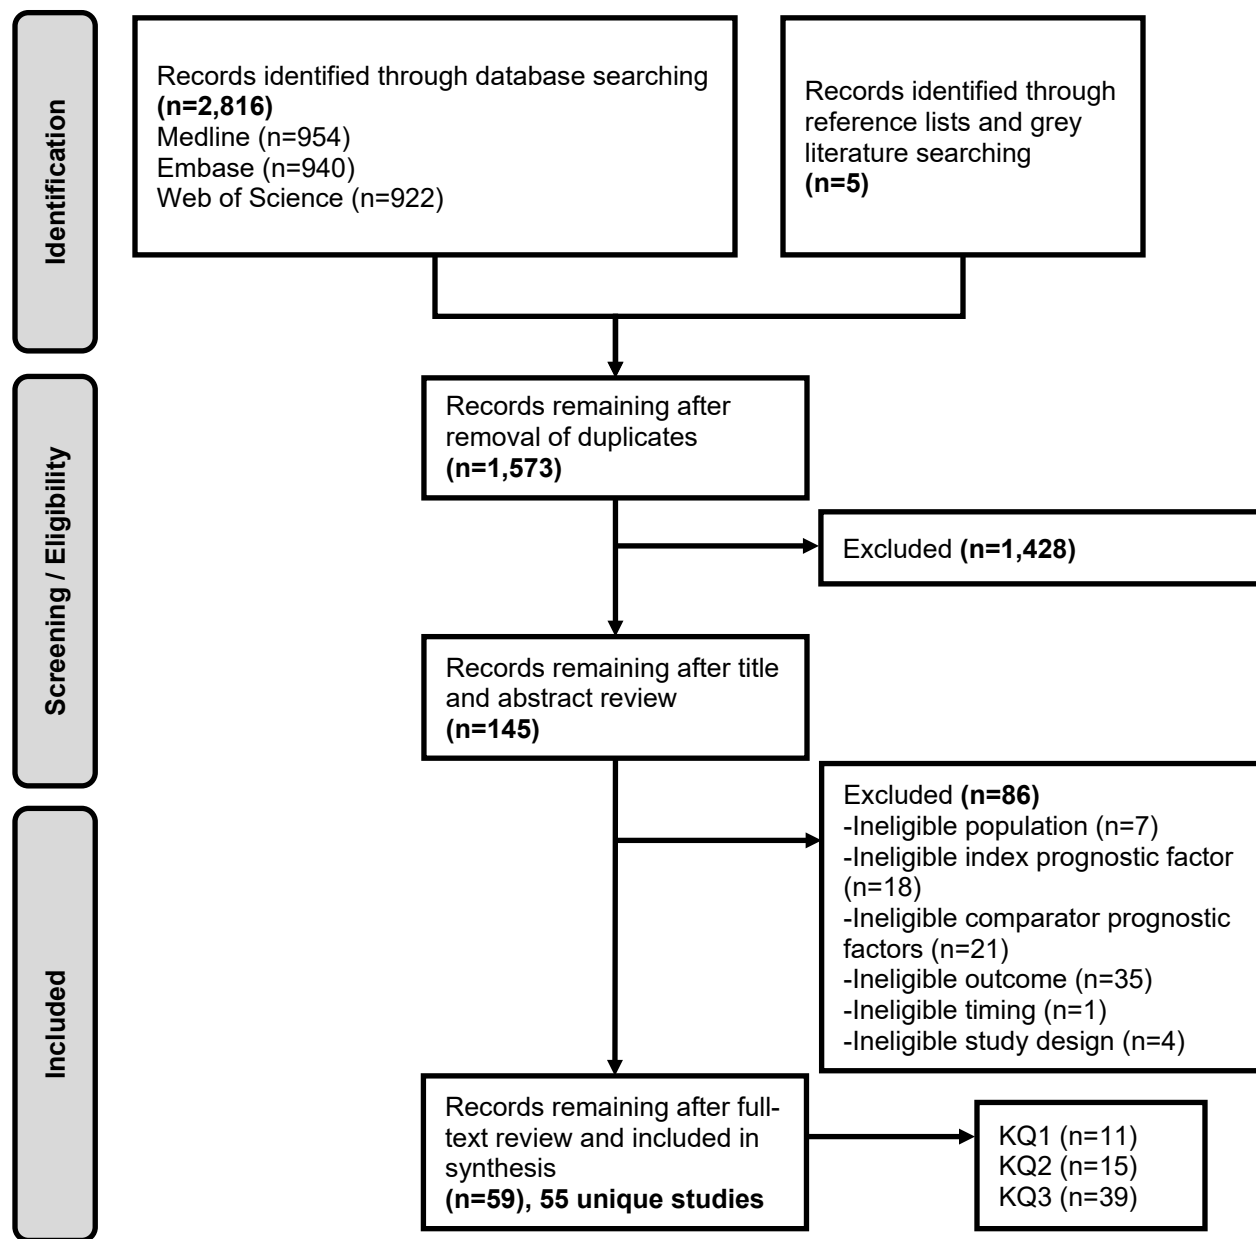 Identification
Records identified through database searching
(n=2,816)
Medline (n=954)
Embase (n=940)
Web of Science (n=922)
Records identified through
reference lists and grey
literature searching
(n=5)
Screening / Eligibility
Records remaining after
removal of duplicates
(n=1,573)
Excluded (n=1,428)
Records remaining after title
and abstract review
(n=145)
Excluded (n=86)
-Ineligible population (n=7)
-Ineligible index prognostic factor
(n=18)
-Ineligible comparator prognostic
factors (n=21)
-Ineligible outcome (n=35)
-Ineligible timing (n=1)
-Ineligible study design (n=4)
Included
Records remaining after full-
text review and included in
synthesis
(n=59), 55 unique studies
KQ1 (n=11)
KQ2 (n=15)
KQ3 (n=39)